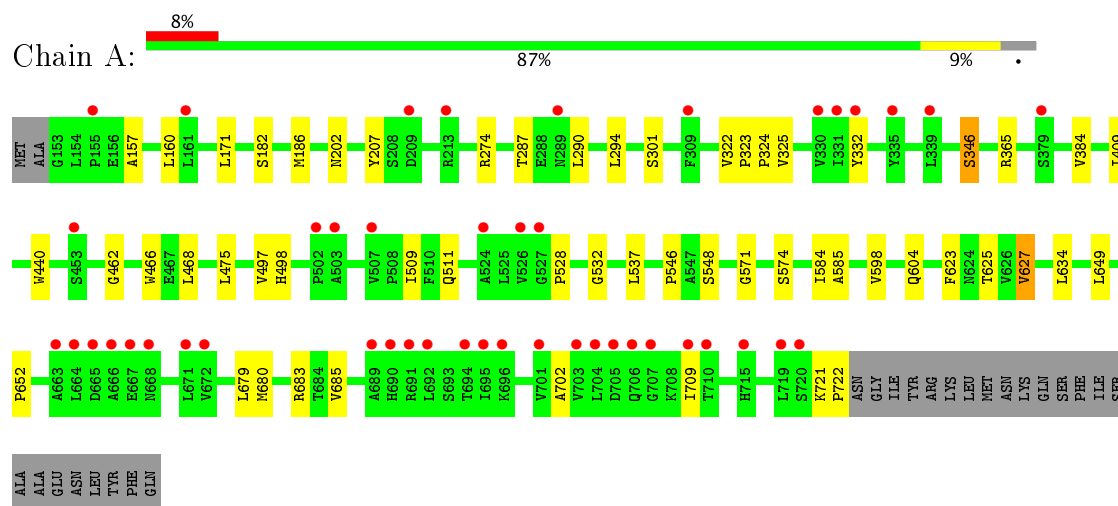 8%
Chain A:
87% 9% •
MET ALA G153 L154 P155 E156 A157 L160 L161 L171 S182 M186 N202 Y207 S208 D209 R213 R274 T287 E288 N289 L290 L294 S301 F309 V322 P323 P324 V325 V330 I331 Y332 Y335 L339 S346 R365 S379 V384
W440 S453 G462 W466 E467 L468 L475 V497 H498 P502 A503 V507 P508 I509 F510 Q511 A524 L525 V526 G527 P528 G532 L537 P546 A547 S548 G571 S574 I584 A585 V598 Q604 F623 N624 T625 V626 V627 L634 L649
P652 A663 L664 D665 A666 E667 N668 L671 V672 L679 M680 R683 T684 V685 A689 H690 R691 L692 S693 T694 I695 K696 V701 A702 V703 L704 D705 Q706 G707 K708 I709 T710 H715 L719 S720 K721 P722 ASN GLY ILE TYR ARG LYS LEU MET ASN LYS GLN SER PHE ILE
ALA ALA GLU ASN LEU TYR PHE GLN